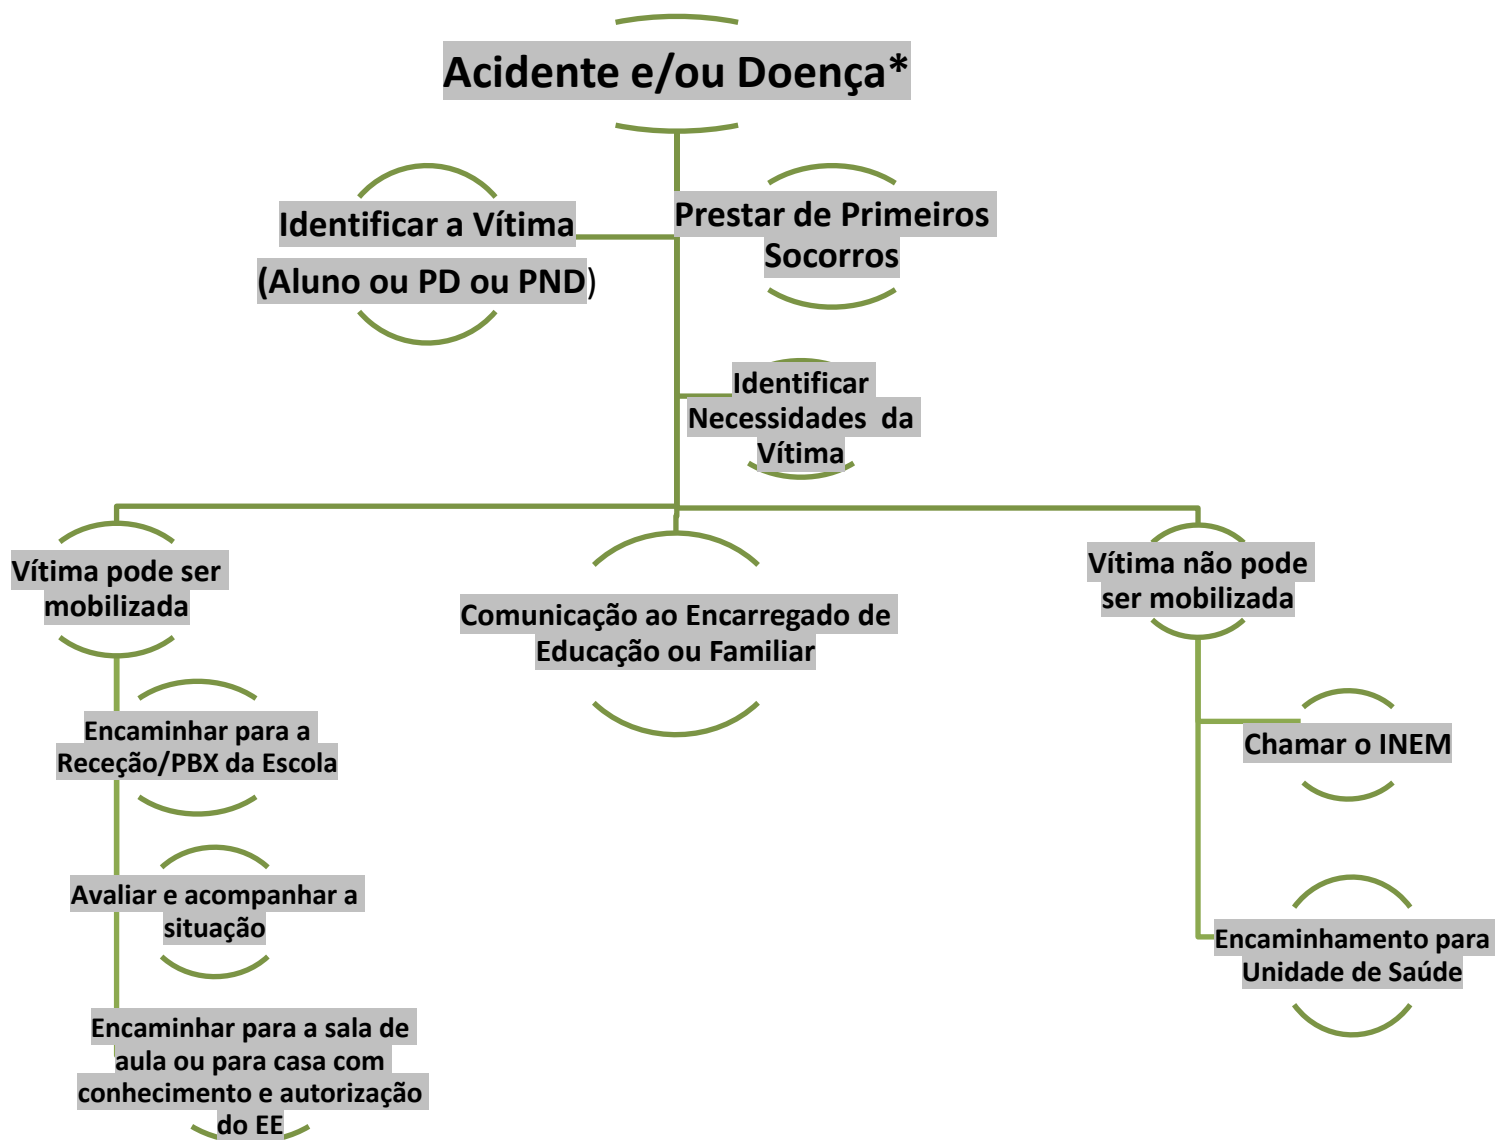 Acidente e/ou Doença*
Identificar a Vítima
(Aluno ou PD ou PND)
Prestar de Primeiros
Socorros
Identificar
Necessidades da
Vítima
Vítima pode ser
mobilizada
Comunicação ao Encarregado de
Educação ou Familiar
Vítima não pode
ser mobilizada
Encaminhar para a
Receção/PBX da Escola
Avaliar e acompanhar a
situação
Encaminhar para a sala de
aula ou para casa com
conhecimento e autorização
do EE
Chamar o INEM
Encaminhamento para
Unidade de Saúde